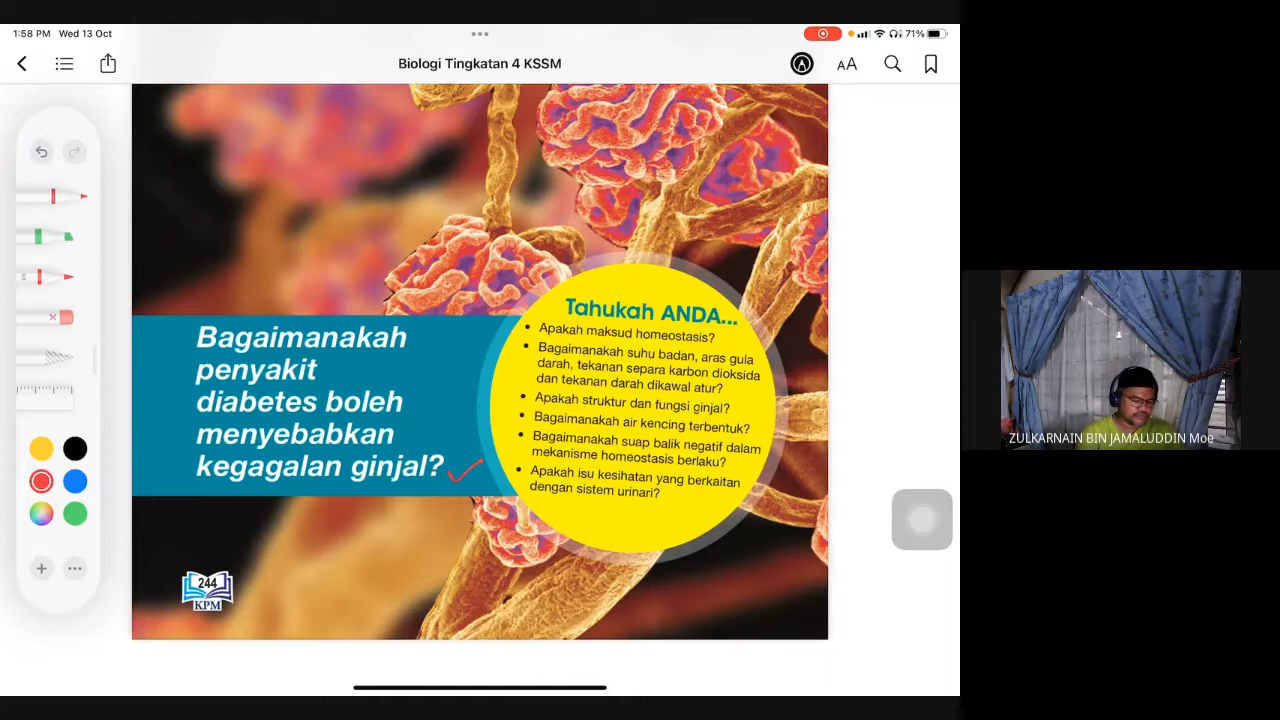 1:58 PM Wed 13 Oct
71%
Biologi Tingkatan 4 KSSM
AA
Bagaimanakah
penyakit
diabetes boleh
menyebabkan
kegagalan ginjal?
Tahukah ANDA...
• Apakah maksud homeostasis?
• Bagaimanakah suhu badan, aras gula
darah, tekanan separa karbon dioksida
dan tekanan darah dikawal atur?
• Apakah struktur dan fungsi ginjal?
• Bagaimanakah air kencing terbentuk?
• Bagaimanakah suap balik negatif dalam
mekanisme homeostasis berlaku?
• Apakah isu kesihatan yang berkaitan
dengan sistem urinari?
244
KPM
ZULKARNAIN BIN JAMALUDDIN Moe